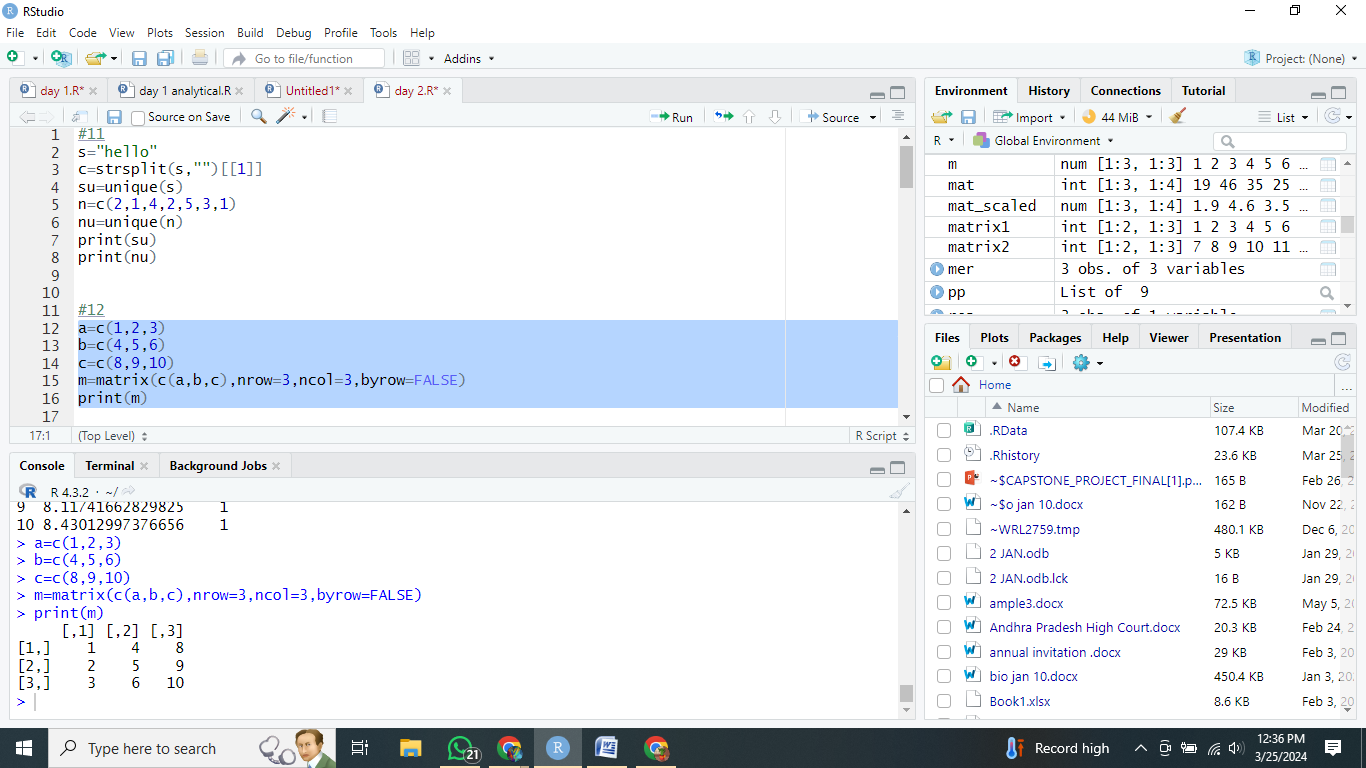 RStudio
File Edit Code View Plots Session Build Debug Profile Tools Help
Go to file/function
Addins
Project: (None)
day 1.R*
day 1 analytical.R
Untitled1*
day 2.R*
Source on Save
Run
Source
1 #11
2 s="hello"
3 c=strsplit(s,"")[[1]]
4 su=unique(s)
5 n=c(2,1,4,2,5,3,1)
6 nu=unique(n)
7 print(su)
8 print(nu)
9
10
11 #12
12 a=c(1,2,3)
13 b=c(4,5,6)
14 c=c(8,9,10)
15 m=matrix(c(a,b,c),nrow=3,ncol=3,byrow=FALSE)
16 print(m)
17
17:1 (Top Level) R Script
Console Terminal Background Jobs
R 4.3.2 · ~/
9 8.11741662829825 1
10 8.43012997376656 1
> a=c(1,2,3)
> b=c(4,5,6)
> c=c(8,9,10)
> m=matrix(c(a,b,c),nrow=3,ncol=3,byrow=FALSE)
> print(m)
[,1] [,2] [,3]
[1,] 1 4 8
[2,] 2 5 9
[3,] 3 6 10
>
Environment History Connections Tutorial
Import 44 MiB List
R Global Environment
m num [1:3, 1:3] 1 2 3 4 5 6 ...
mat int [1:3, 1:4] 19 46 35 25 ...
mat_scaled num [1:3, 1:4] 1.9 4.6 3.5 ...
matrix1 int [1:2, 1:3] 1 2 3 4 5 6
matrix2 int [1:2, 1:3] 7 8 9 10 11 ...
mer 3 obs. of 3 variables
pp List of 9
Files Plots Packages Help Viewer Presentation
Home ...
Name Size Modified
.RData 107.4 KB Mar 20,
.Rhistory 23.6 KB Mar 25,
~$CAPSTONE_PROJECT_FINAL[1].p... 165 B Feb 26,
~$o jan 10.docx 162 B Nov 22,
~WRL2759.tmp 480.1 KB Dec 6,
2 JAN.odb 5 KB Jan 29,
2 JAN.odb.lck 16 B Jan 29,
ample3.docx 72.5 KB May 5,
Andhra Pradesh High Court.docx 20.3 KB Feb 24,
annual invitation .docx 29 KB Feb 3,
bio jan 10.docx 450.4 KB Jan 3,
Book1.xlsx 8.6 KB Feb 3,
Type here to search
21
Record high
12:36 PM
3/25/2024